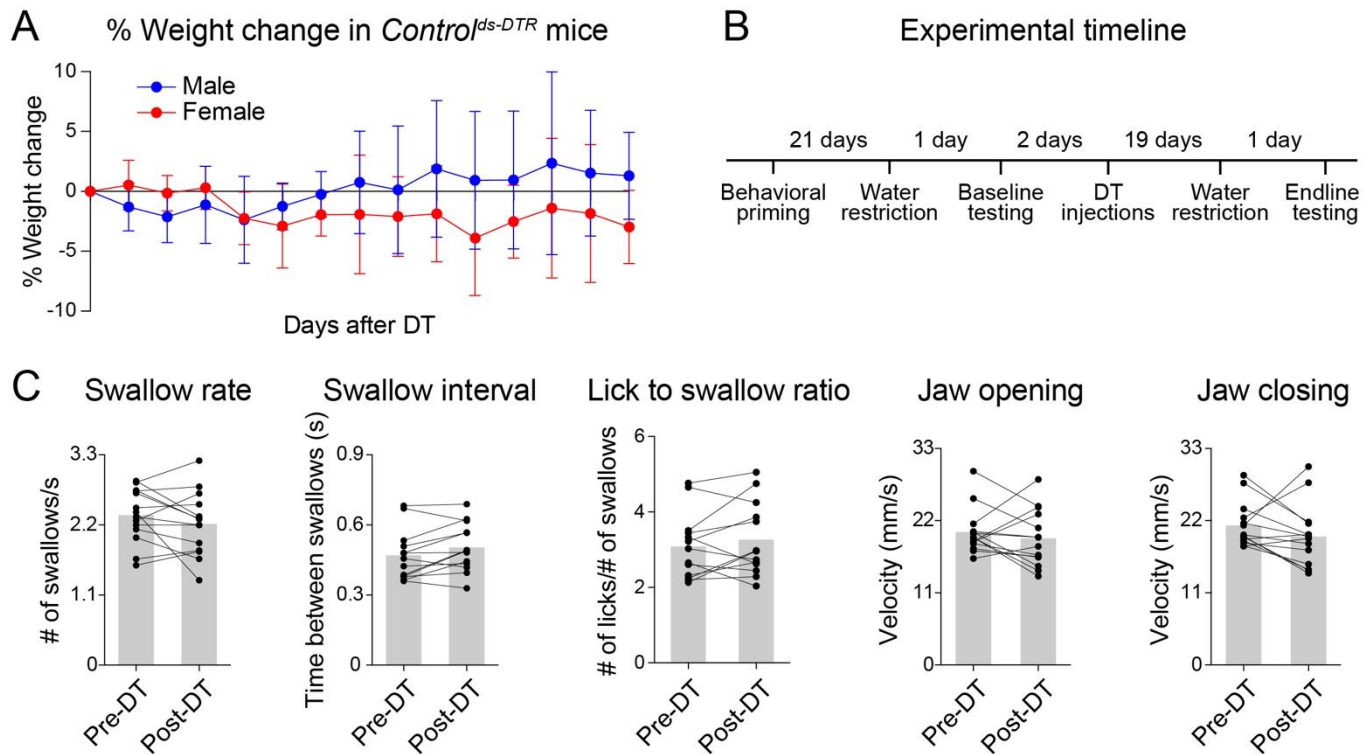 A
% Weight change in Control^ds-DTR mice
% Weight change
10
5
0
-5
-10
Male
Female
Days after DT
B
Experimental timeline
21 days
1 day
2 days
19 days
1 day
Behavioral
priming
Water
restriction
Baseline
testing
DT
injections
Water
restriction
Endline
testing
C
Swallow rate
# of swallows/s
3.3
2.2
1.1
0
Pre-DT
Post-DT
Swallow interval
Time between swallows (s)
0.9
0.6
0.3
0
Pre-DT
Post-DT
Lick to swallow ratio
# of licks/# of swallows
6
4
2
0
Pre-DT
Post-DT
Jaw opening
Velocity (mm/s)
33
22
11
0
Pre-DT
Post-DT
Jaw closing
Velocity (mm/s)
33
22
11
0
Pre-DT
Post-DT